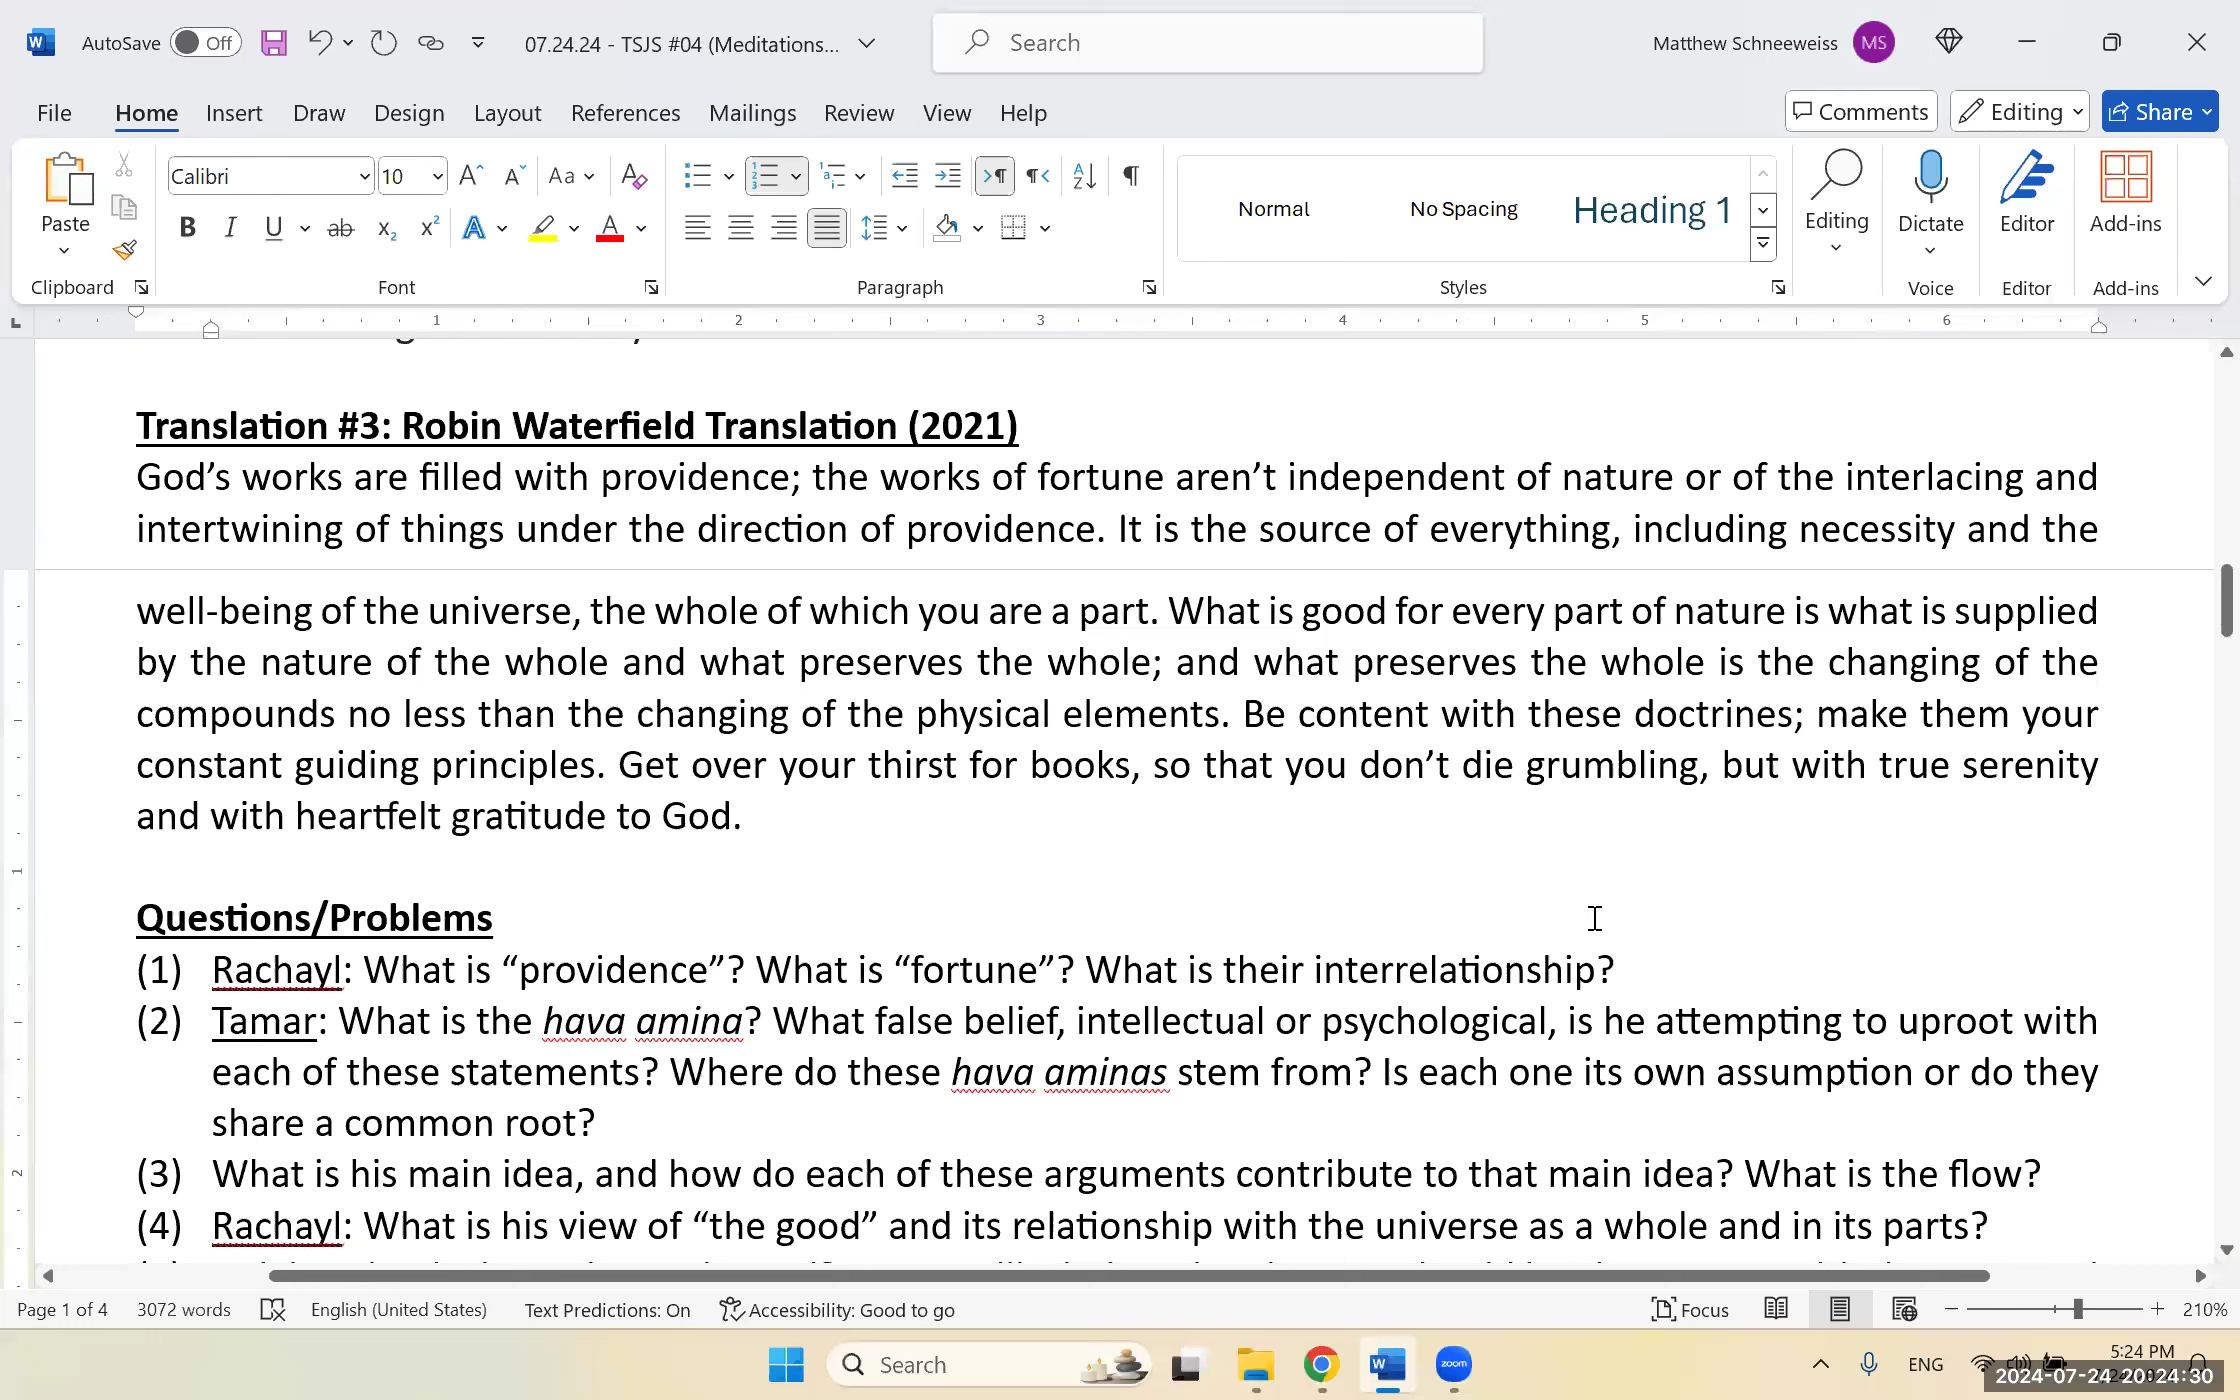 AutoSave Off 07.24.24 - TSJS #04 (Meditations... Search Matthew Schneeweiss MS
File Home Insert Draw Design Layout References Mailings Review View Help Comments Editing Share
Paste Calibri 10 Normal No Spacing Heading 1 Editing Dictate Editor Add-ins
Clipboard Font Paragraph Styles Voice Editor Add-ins
1 2 3 4 5 6
Translation #3: Robin Waterfield Translation (2021)
God’s works are filled with providence; the works of fortune aren’t independent of nature or of the interlacing and
intertwining of things under the direction of providence. It is the source of everything, including necessity and the
well-being of the universe, the whole of which you are a part. What is good for every part of nature is what is supplied
by the nature of the whole and what preserves the whole; and what preserves the whole is the changing of the
compounds no less than the changing of the physical elements. Be content with these doctrines; make them your
constant guiding principles. Get over your thirst for books, so that you don’t die grumbling, but with true serenity
and with heartfelt gratitude to God.
Questions/Problems
(1) Rachayl: What is “providence”? What is “fortune”? What is their interrelationship?
(2) Tamar: What is the hava amina? What false belief, intellectual or psychological, is he attempting to uproot with
each of these statements? Where do these hava aminas stem from? Is each one its own assumption or do they
share a common root?
(3) What is his main idea, and how do each of these arguments contribute to that main idea? What is the flow?
(4) Rachayl: What is his view of “the good” and its relationship with the universe as a whole and in its parts?
Page 1 of 4 3072 words English (United States) Text Predictions: On Accessibility: Good to go Focus 210%
Search zoom ENG 5:24 PM
2024-07-24 20:24:30